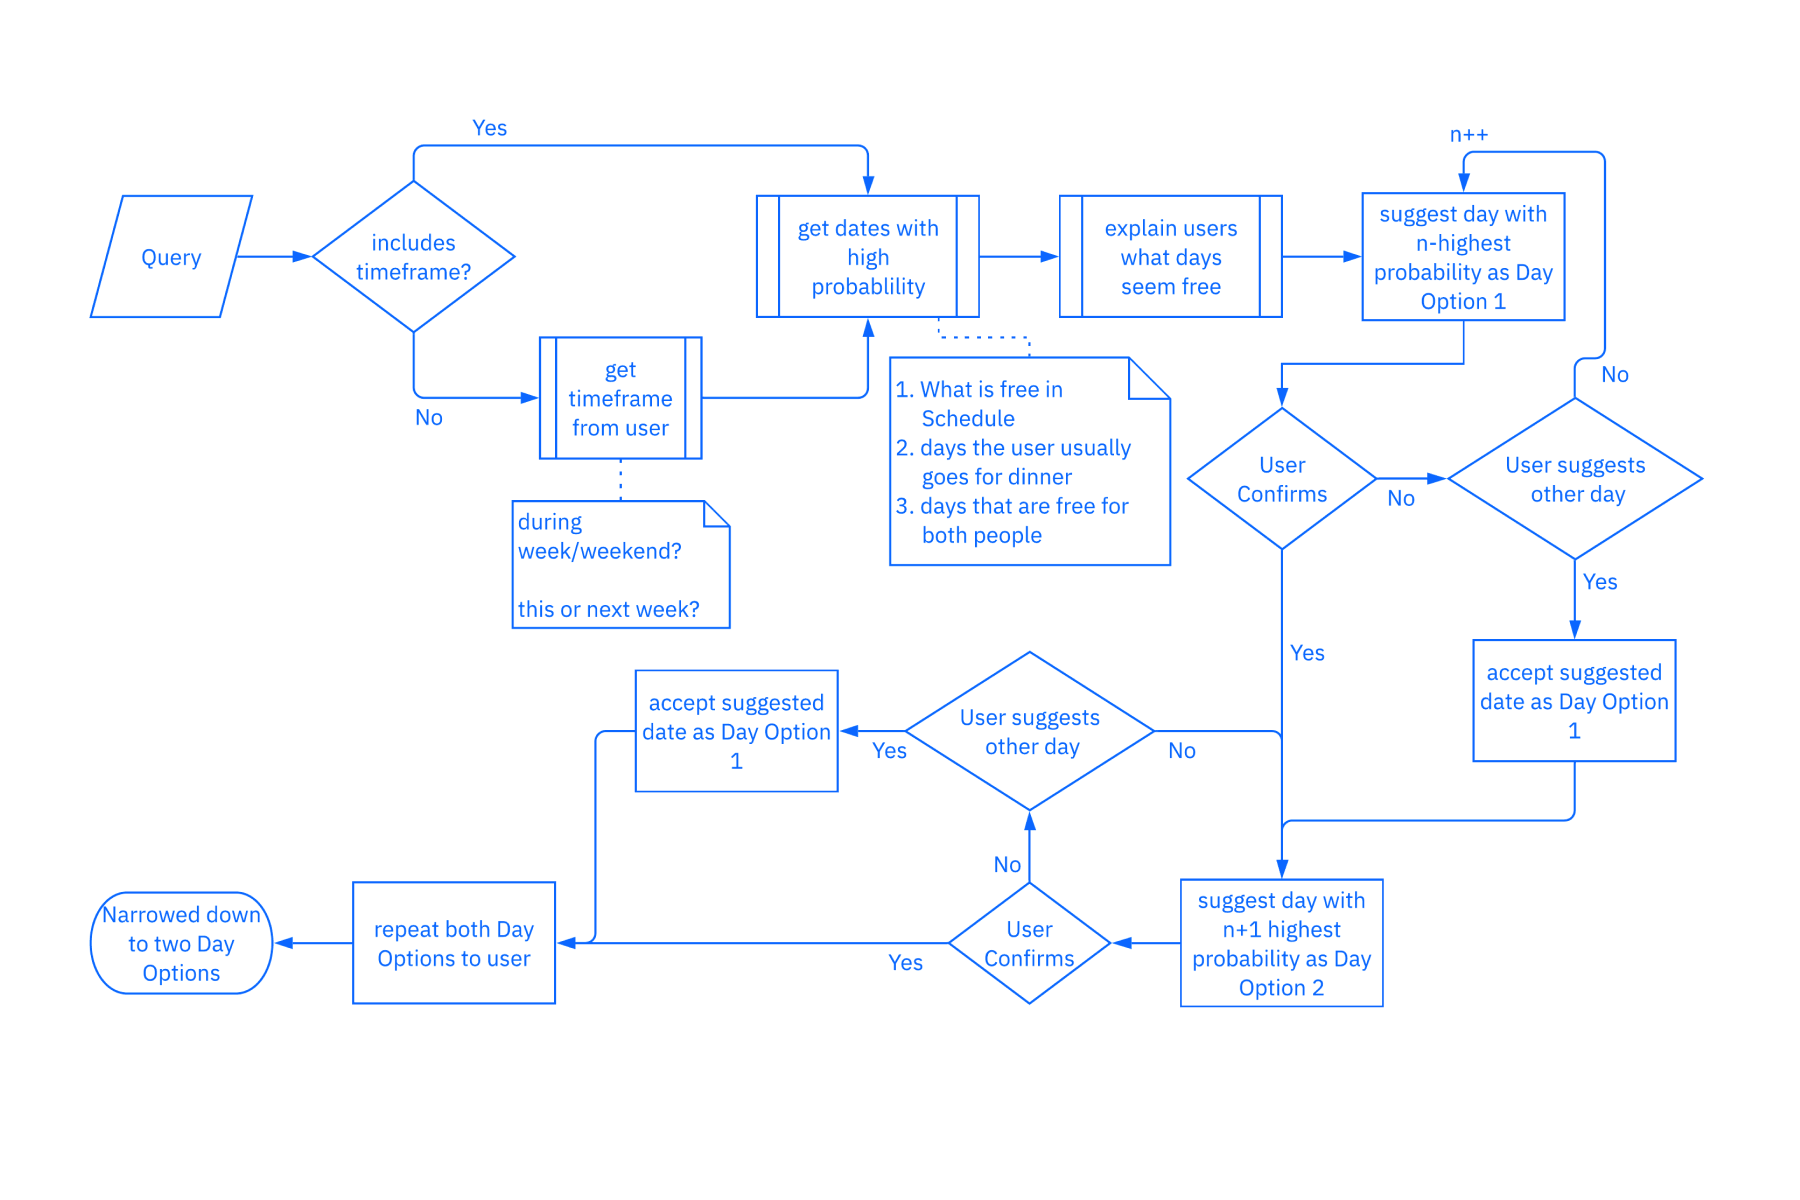 Yes
n++
Query
includes
timeframe?
get dates with
high
probablility
explain users
what days
seem free
suggest day with
n-highest
probability as Day
Option 1
No
get
timeframe
from user
during
week/weekend?
this or next week?
1. What is free in
Schedule
2. days the user usually
goes for dinner
3. days that are free for
both people
User
Confirms
No
User suggests
other day
No
Yes
accept suggested
date as Day Option
1
Yes
accept suggested
date as Day Option
1
Yes
User suggests
other day
No
No
Narrowed down
to two Day
Options
repeat both Day
Options to user
Yes
User
Confirms
suggest day with
n+1 highest
probability as Day
Option 2